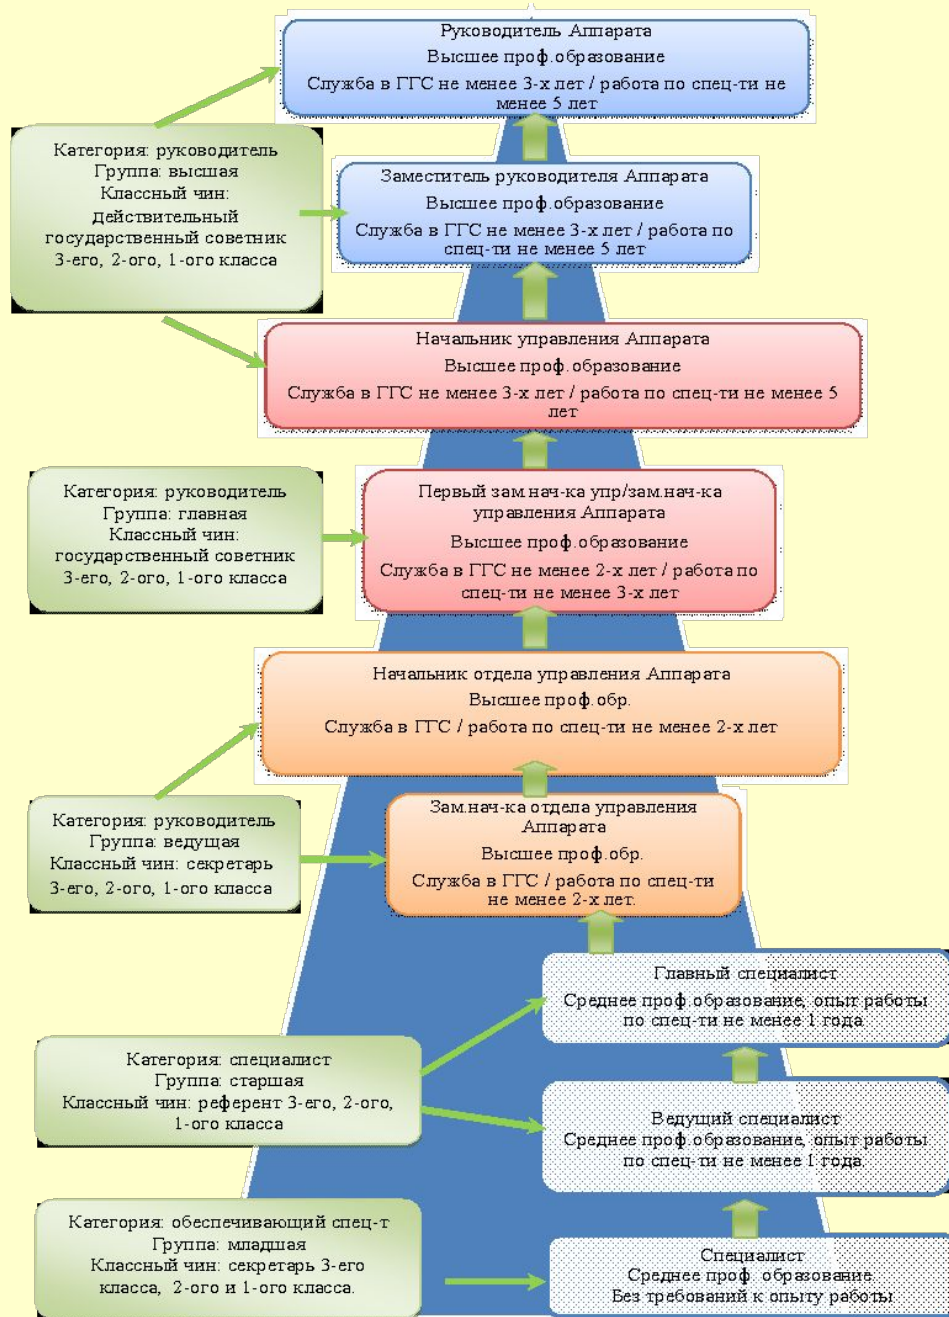 Руководитель Аппарата
Высшее проф.образование
Служба в ГГС не менее 3-х лет / работа по спец-ти не
менее 5 лет
Категория: руководитель
Группа: высшая
Классный чин:
действительный
государственный советник
3-его, 2-ого, 1-ого класса
Заместитель руководителя Аппарата
Высшее проф.образование
Служба в ГГС не менее 3-х лет / работа по
спец-ти не менее 5 лет
Начальник управления Аппарата
Высшее проф.образование
Служба в ГГС не менее 3-х лет / работа по спец-ти не менее 5
лет
Категория: руководитель
Группа: главная
Классный чин:
государственный советник
3-его, 2-ого, 1-ого класса
Первый зам.нач-ка упр/зам.нач-ка
управления Аппарата
Высшее проф.образование
Служба в ГГС не менее 2-х лет / работа по
спец-ти не менее 3-х лет
Начальник отдела управления Аппарата
Высшее проф.обр.
Служба в ГГС / работа по спец-ти не менее 2-х лет
Категория: руководитель
Группа: ведущая
Классный чин: секретарь
3-его, 2-ого, 1-ого класса
Зам.нач-ка отдела управления
Аппарата
Высшее проф.обр.
Служба в ГГС / работа по спец-ти
не менее 2-х лет.
Главный специалист
Среднее проф.образование, опыт работы
по спец-ти не менее 1 года.
Категория: специалист
Группа: старшая
Классный чин: референт 3-его, 2-ого,
1-ого класса
Ведущий специалист
Среднее проф.образование, опыт работы
по спец-ти не менее 1 года.
Категория: обеспечивающий спец-т
Группа: младшая
Классный чин: секретарь 3-его
класса, 2-ого и 1-ого класса.
Специалист
Среднее проф. образование.
Без требований к опыту работы